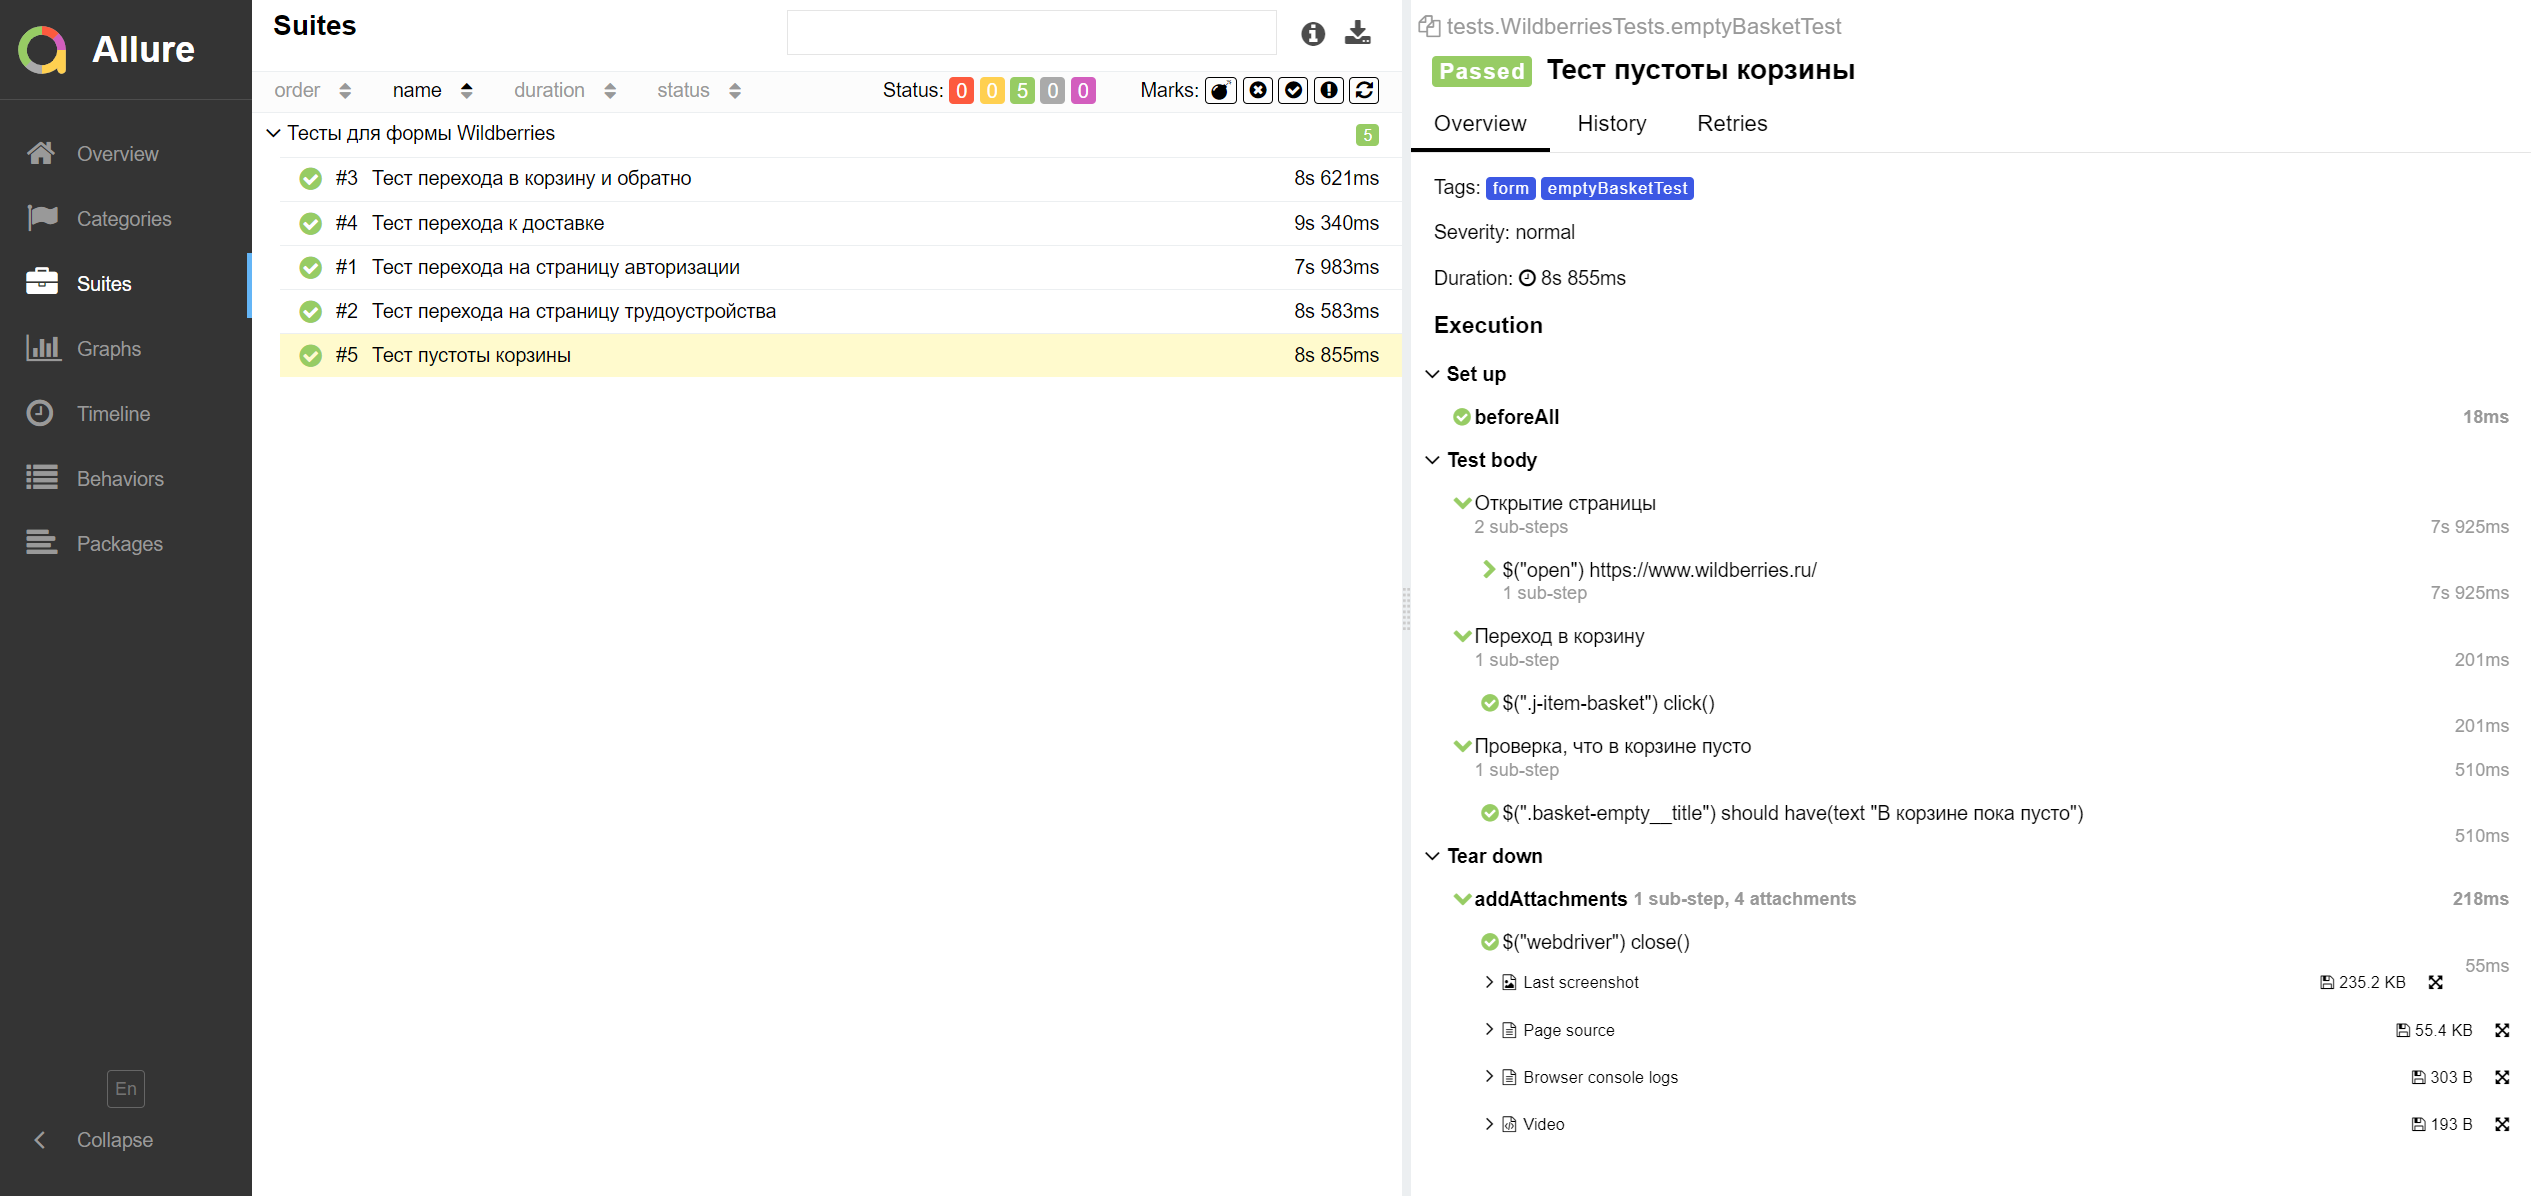 Allure
Overview
Categories
Suites
Graphs
Timeline
Behaviors
Packages
En
Collapse
Suites
order name duration status Status: 0 0 5 0 0 Marks:
Тесты для формы Wildberries 5
#3 Тест перехода в корзину и обратно 8s 621ms
#4 Тест перехода к доставке 9s 340ms
#1 Тест перехода на страницу авторизации 7s 983ms
#2 Тест перехода на страницу трудоустройства 8s 583ms
#5 Тест пустоты корзины 8s 855ms
tests.WildberriesTests.emptyBasketTest
Passed Тест пустоты корзины
Overview History Retries
Tags: form emptyBasketTest
Severity: normal
Duration: 8s 855ms
Execution
Set up
beforeAll 18ms
Test body
Открытие страницы
2 sub-steps 7s 925ms
$("open") https://www.wildberries.ru/
1 sub-step 7s 925ms
Переход в корзину
1 sub-step 201ms
$(".j-item-basket") click()
201ms
Проверка, что в корзине пусто
1 sub-step 510ms
$(".basket-empty__title") should have(text "В корзине пока пусто")
510ms
Tear down
addAttachments 1 sub-step, 4 attachments 218ms
$("webdriver") close()
55ms
Last screenshot 235.2 KB
Page source 55.4 KB
Browser console logs 303 B
Video 193 B